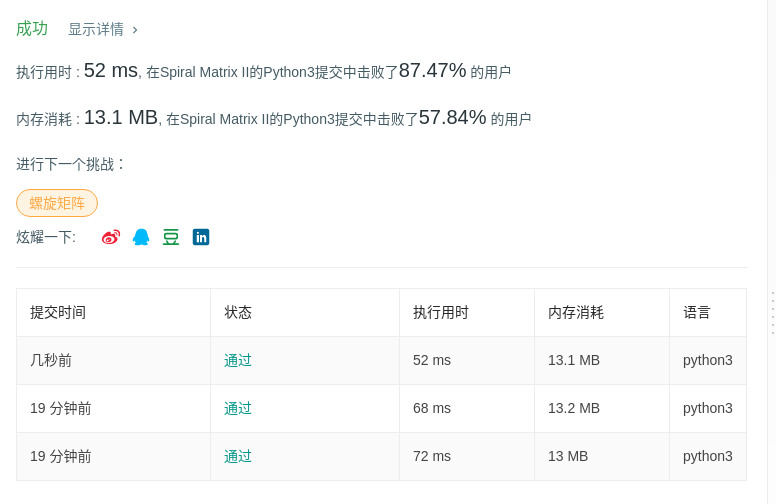 成功 显示详情 ›
执行用时 : 52 ms, 在Spiral Matrix II的Python3提交中击败了87.47% 的用户
内存消耗 : 13.1 MB, 在Spiral Matrix II的Python3提交中击败了57.84% 的用户
进行下一个挑战：
螺旋矩阵
炫耀一下:
豆
in
提交时间 状态 执行用时 内存消耗 语言
几秒前 通过 52 ms 13.1 MB python3
19 分钟前 通过 68 ms 13.2 MB python3
19 分钟前 通过 72 ms 13 MB python3